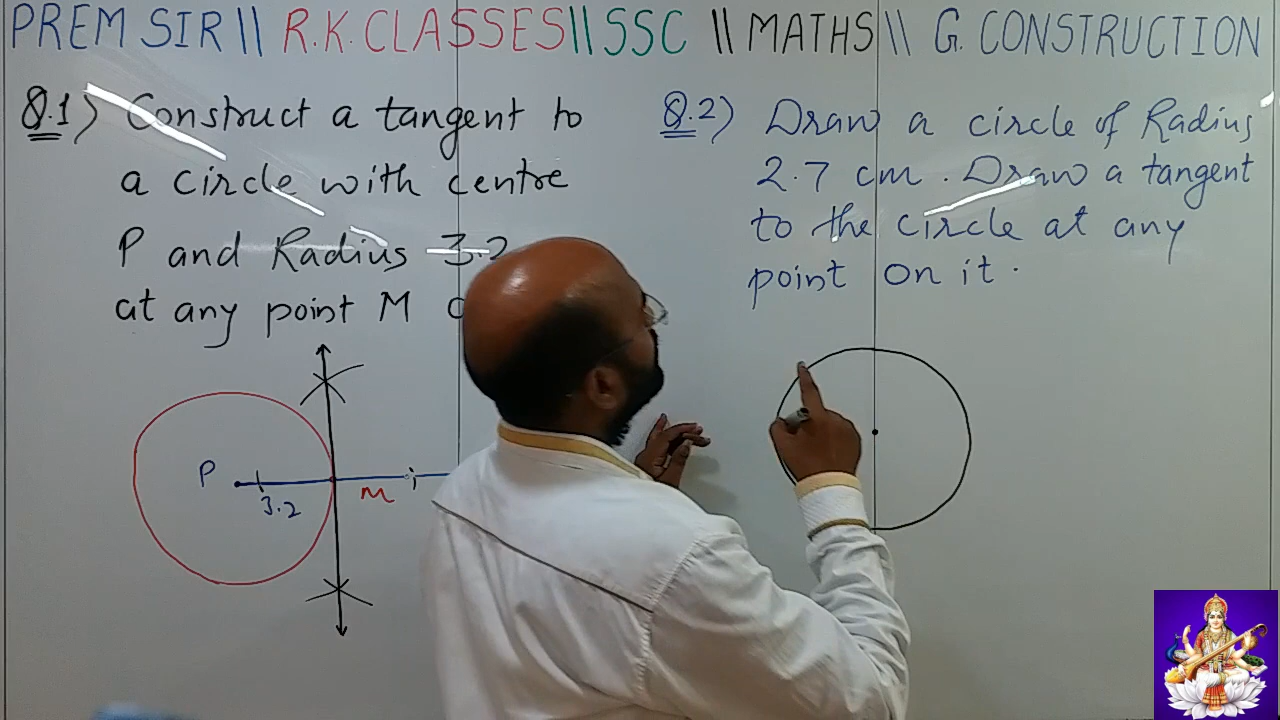 PREM SIR || R.K. CLASSES || SSC || MATHS || G. CONSTRUCTION
Q.1) Construct a tangent to
a circle with centre
P and Radius 3.2
at any point M
Q.2) Draw a circle of Radius
2.7 cm. Draw a tangent
to the circle at any
point on it.
P
3.2
M